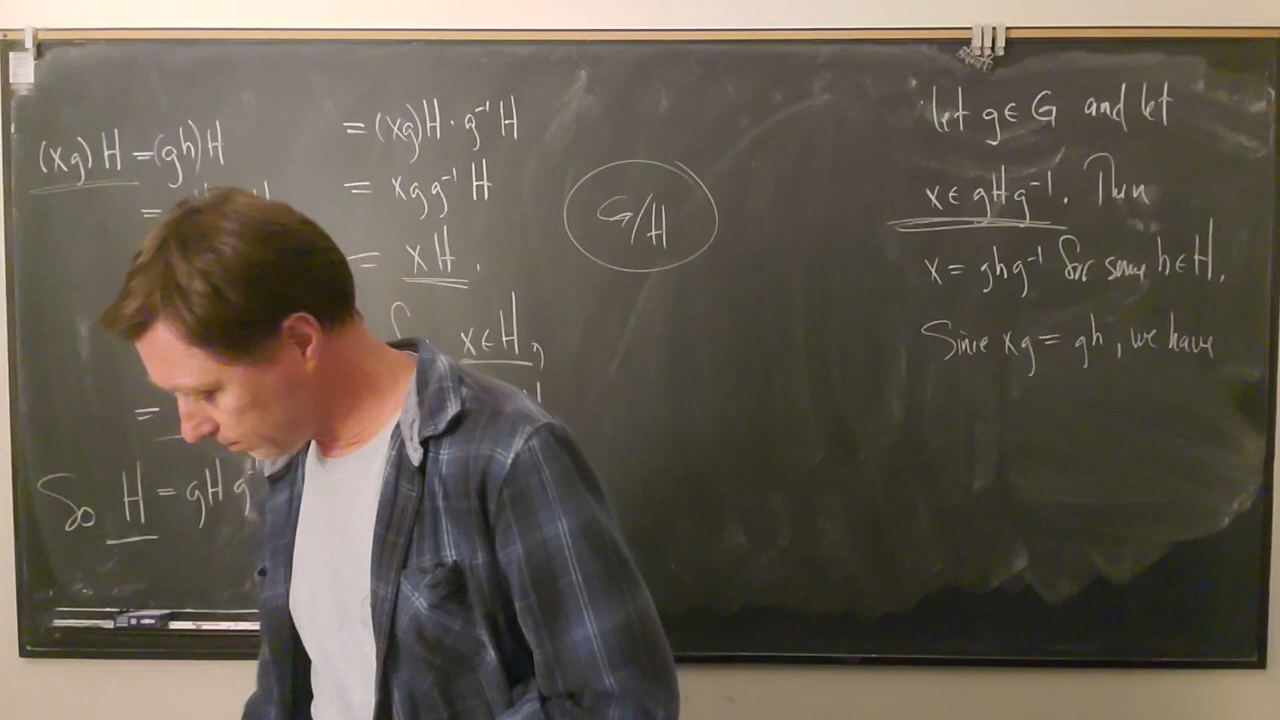 let g ∈ G and let
x ∈ gHg⁻¹. Then
x = ghg⁻¹ for some h ∈ H.
Since xg = gh, we have
(xg)H = (gh)H
=
=
So H = gHg
= (xg)H · g⁻¹H
= xgg⁻¹H
= xH.
x ∈ H,
G/H